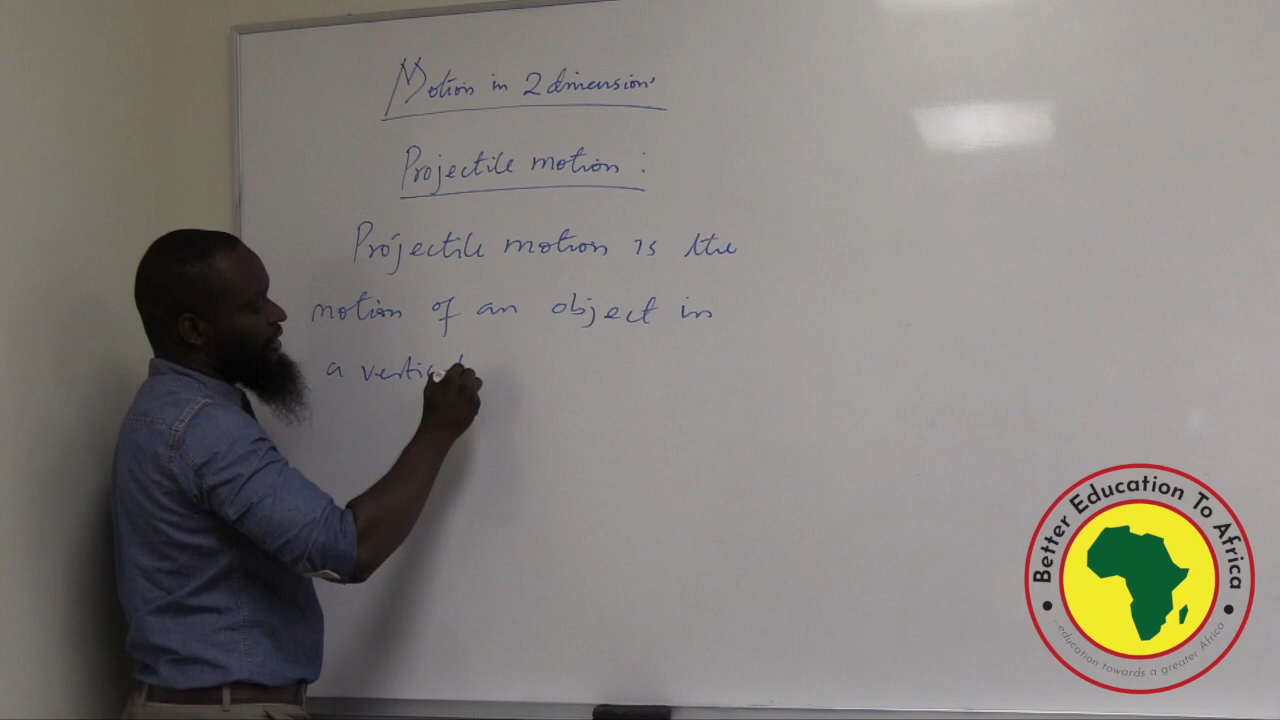 Motion in 2 dimensions
Projectile motion :
Projectile motion is the
motion of an object in
a vertical
Better Education To Africa
...education towards a greater Africa